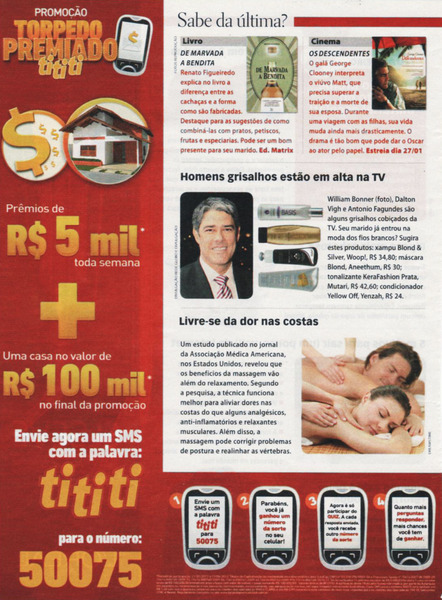 PROMOÇÃO
TORPEDO
PREMIADO
tititi
Prêmios de
R$ 5 mil*
toda semana
+
Uma casa no valor de
R$ 100 mil*
no final da promoção
Envie agora um SMS
com a palavra:
tititi
para o número:
50075
Sabe da última?
Livro
DE MARVADA
A BENDITA
Renato Figueiredo
explica no livro a
diferença entre as
cachaças e a forma
como são fabricadas.
Destaque para as sugestões de como
combiná-las com pratos, petiscos,
frutas e especiarias. Pode ser um bom
presente para seu marido. Ed. Matrix
DE MARVADA
A BENDITA
Cinema
OS DESCENDENTES
O galã George
Clooney interpreta
o viúvo Matt, que
precisa superar a
traição e a morte de
sua esposa. Durante
uma viagem com as filhas, sua vida
muda ainda mais drasticamente. O
drama é tão bom que pode dar o Oscar
ao ator pelo papel. Estreia dia 27/01
Homens grisalhos estão em alta na TV
William Bonner (foto), Dalton
Vigh e Antonio Fagundes são
alguns grisalhos cobiçados da
TV. Seu marido já entrou na
moda dos fios brancos? Sugira
estes produtos: xampu Blond &
Silver, Woop!, R$ 34,80; máscara
Blond, Aneethum, R$ 30;
tonalizante KeraFashion Prata,
Mutari, R$ 42,60; condicionador
Yellow Off, Yenzah, R$ 24.
Livre-se da dor nas costas
Um estudo publicado no jornal
da Associação Médica Americana,
nos Estados Unidos, revelou que
os benefícios da massagem vão
além do relaxamento. Segundo
a pesquisa, a técnica funciona
melhor para aliviar dores nas
costas do que alguns analgésicos,
anti-inflamatórios e relaxantes
musculares. Além disso, a
massagem pode corrigir problemas
de postura e realinhar as vértebras.
1
Envie um
SMS com
a palavra
tititi
para
50075
2
Parabéns,
você já
ganhou um
número
da sorte
no seu
celular!
3
Agora é só
participar do
QUIZ. A cada
resposta enviada,
você recebe
outro número
da sorte
4
Quanto mais
perguntas
responder,
mais chances
você tem
de ganhar.